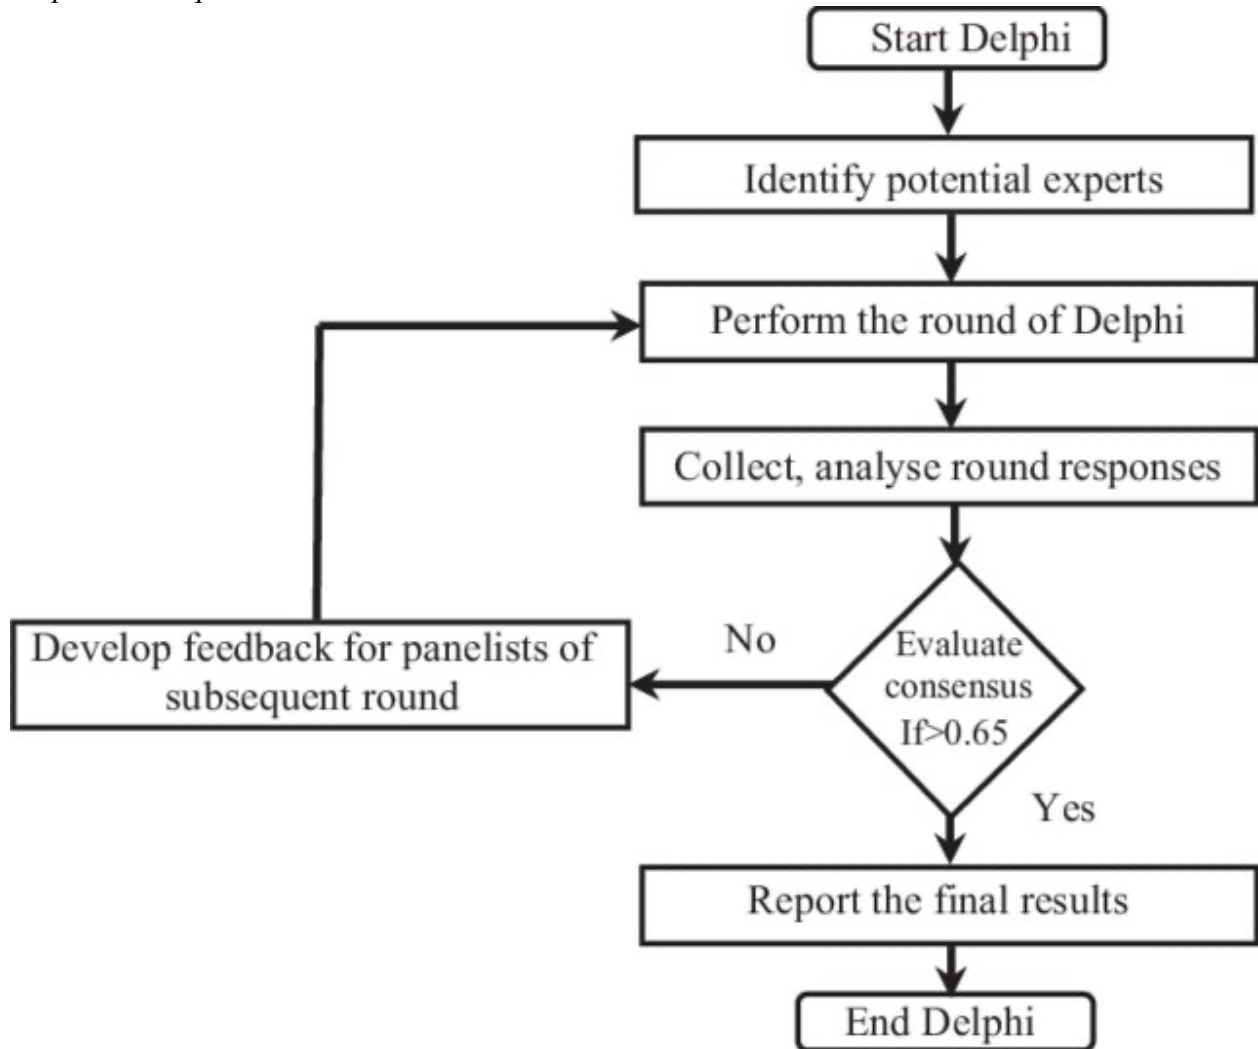 Start Delphi
Identify potential experts
Perform the round of Delphi
Collect, analyse round responses
Evaluate
consensus
If>0.65
No
Develop feedback for panelists of
subsequent round
Yes
Report the final results
End Delphi